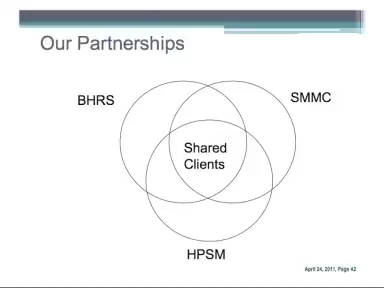 Our Partnerships
BHRS
SMMC
Shared
Clients
HPSM
April 24, 2011, Page 42